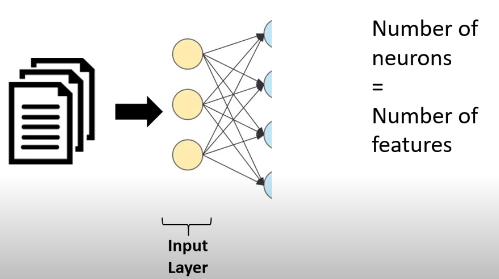 Number of
neurons
=
Number of
features
Input
Layer